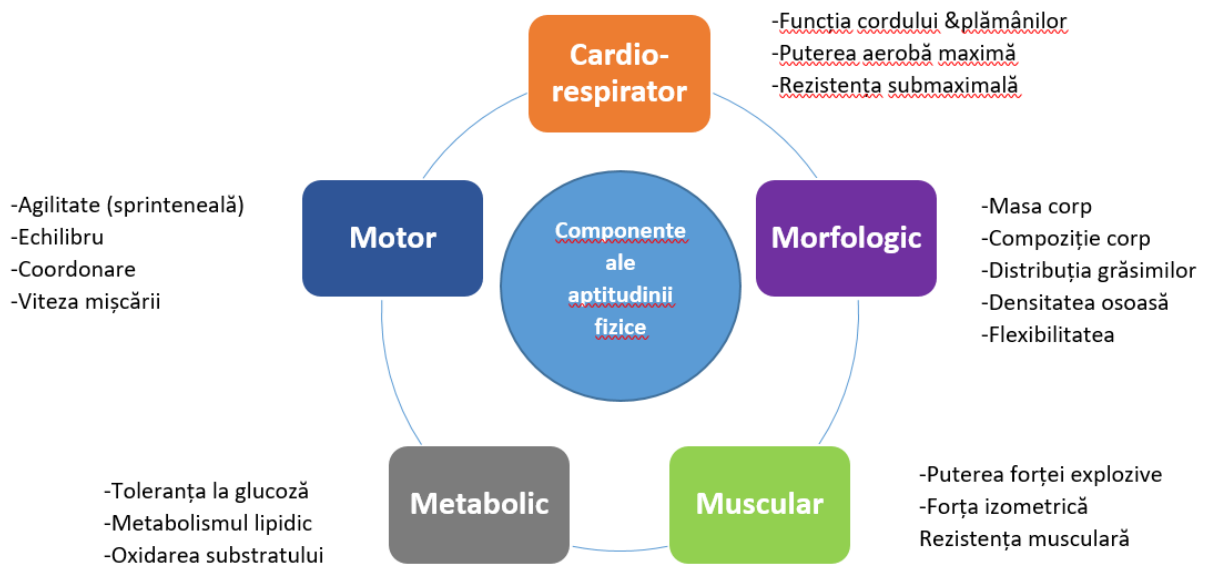 Cardio-
respirator
-Funcția cordului &plămânilor
-Puterea aerobă maximă
-Rezistența submaximală
Motor
-Agilitate (sprinteneală)
-Echilibru
-Coordonare
-Viteza mișcării
Componente
ale
aptitudinii
fizice
Morfologic
-Masa corp
-Compoziție corp
-Distribuția grăsimilor
-Densitatea osoasă
-Flexibilitatea
Metabolic
-Toleranța la glucoză
-Metabolismul lipidic
-Oxidarea substratului
Muscular
-Puterea forței explozive
-Forța izometrică
Rezistența musculară